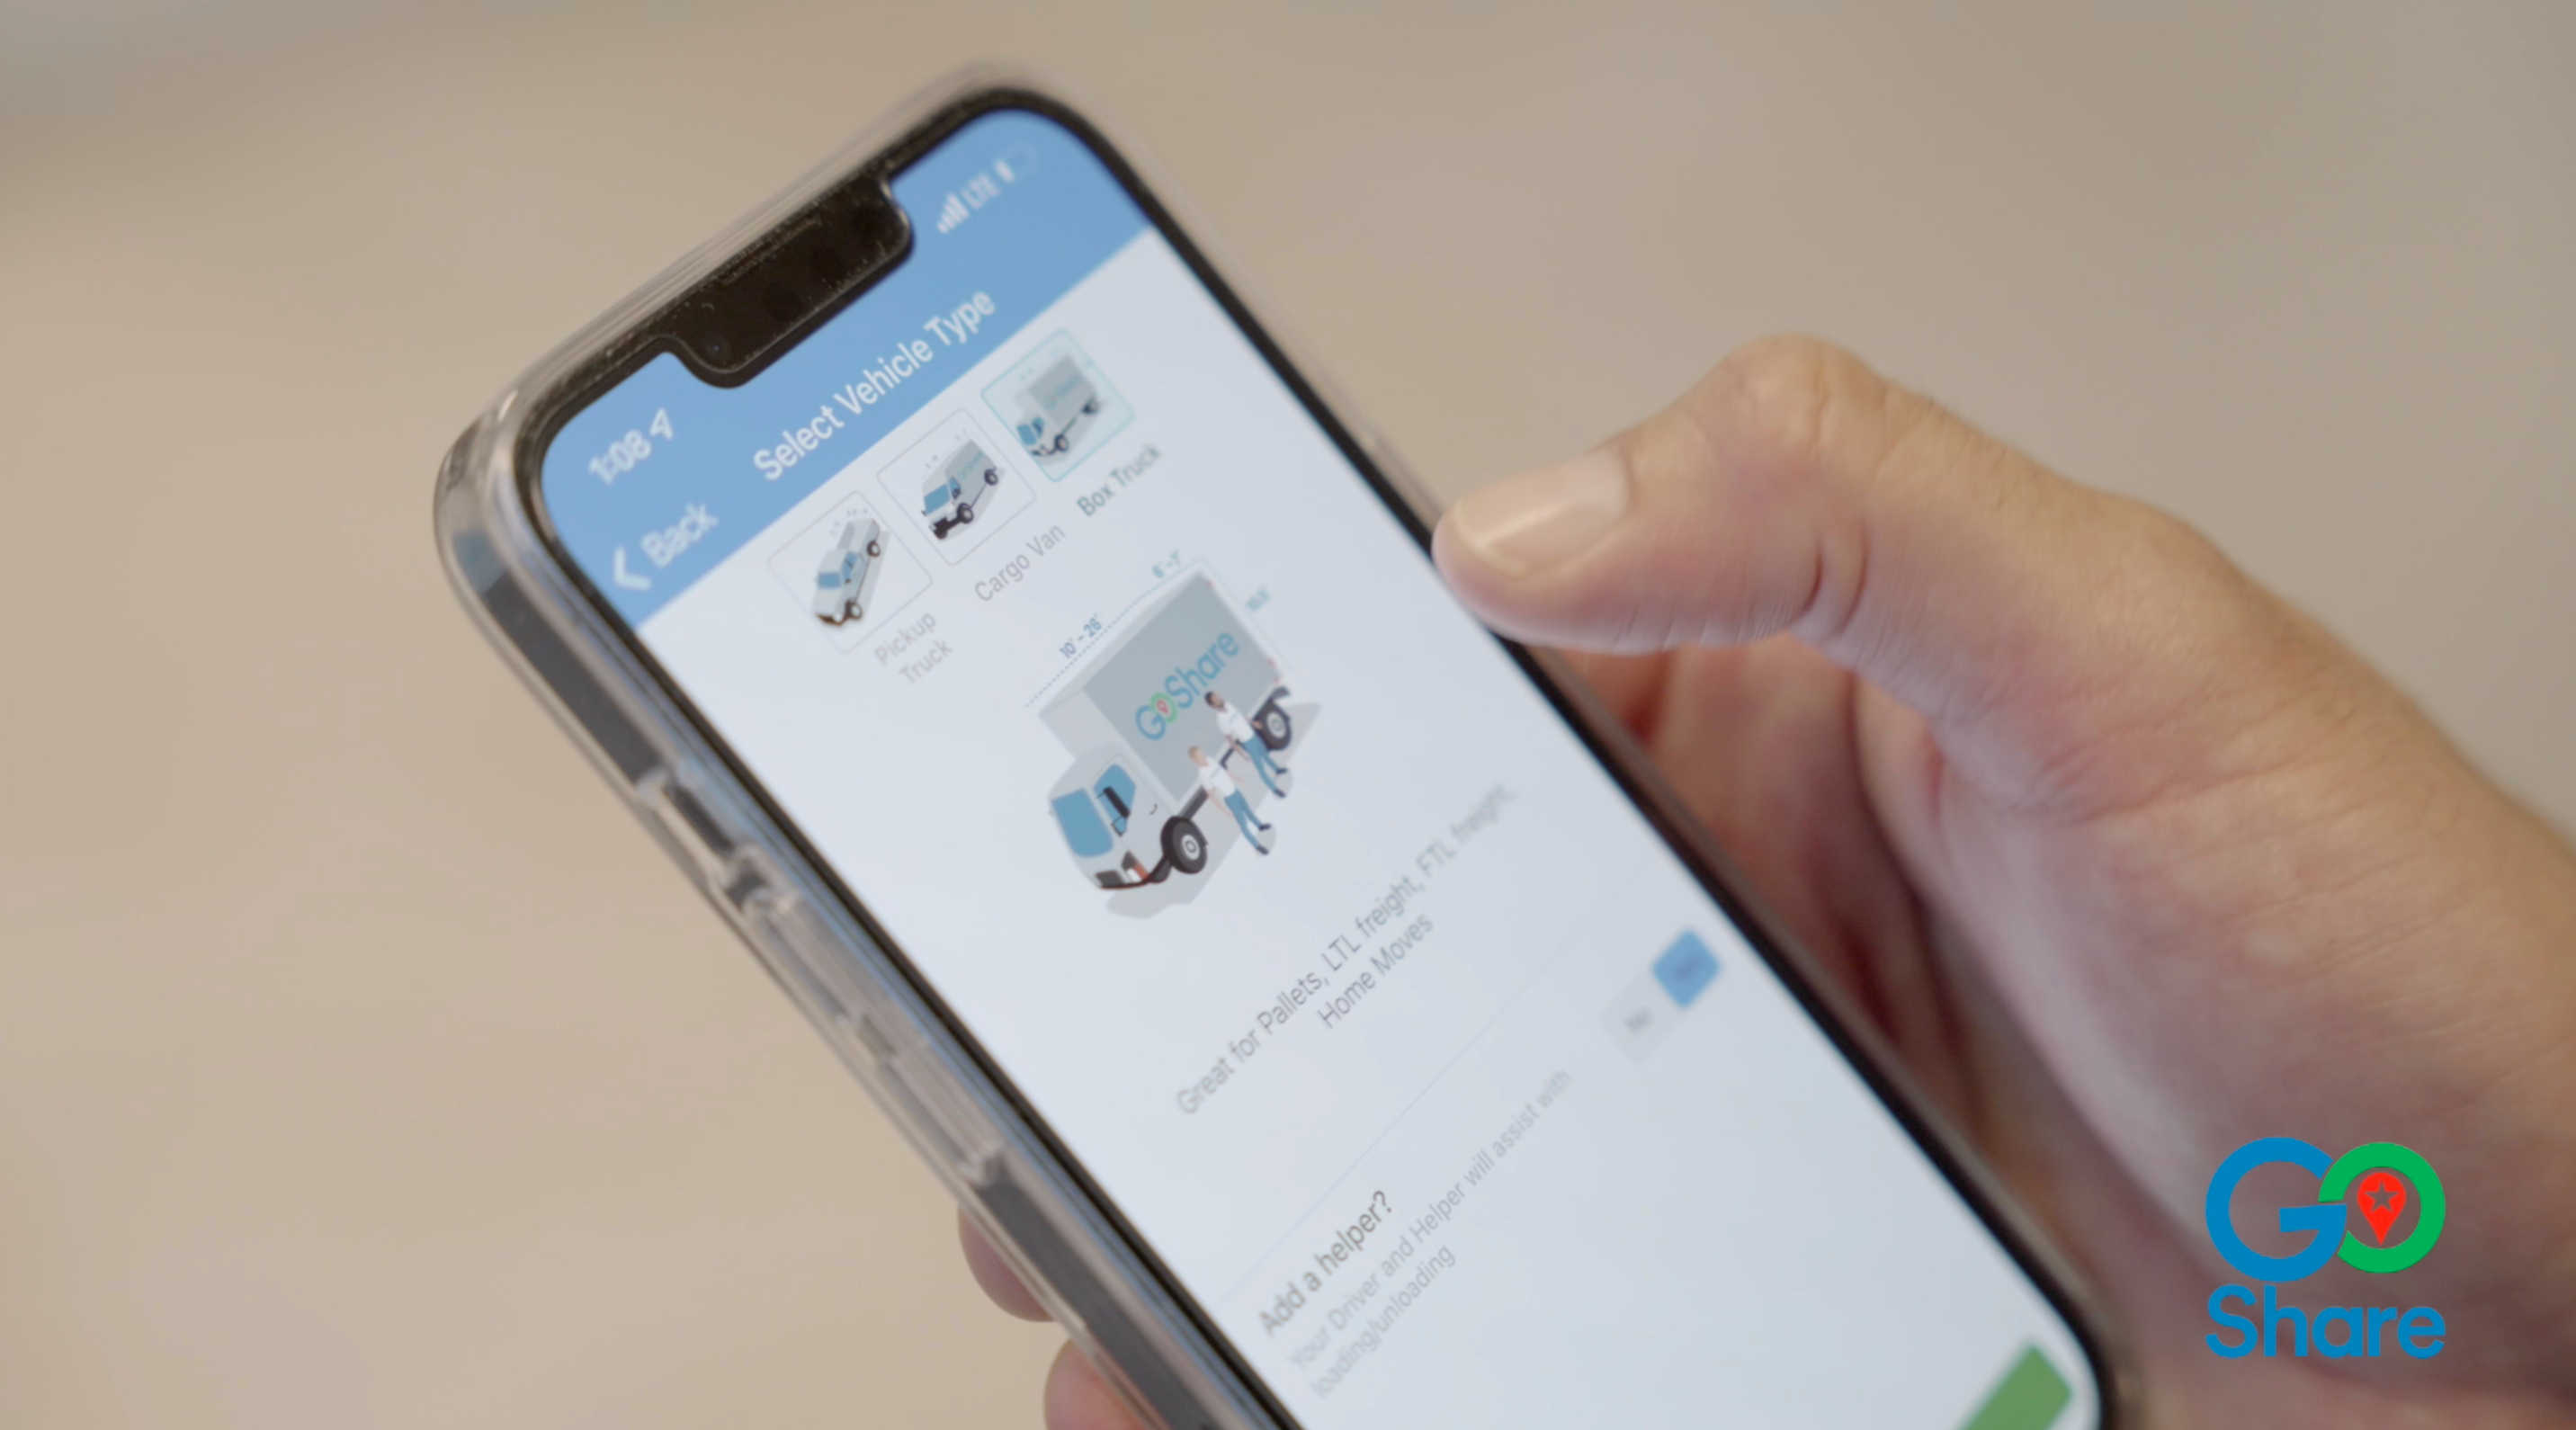 1:08
LTE
Back
Select Vehicle Type
Pickup
Truck
Cargo Van
Box Truck
10' - 26'
GoShare
Great for Pallets, LTL freight, FTL freight,
Home Moves
Add a helper?
No
Your Driver and Helper will assist with
loading/unloading
GO
Share